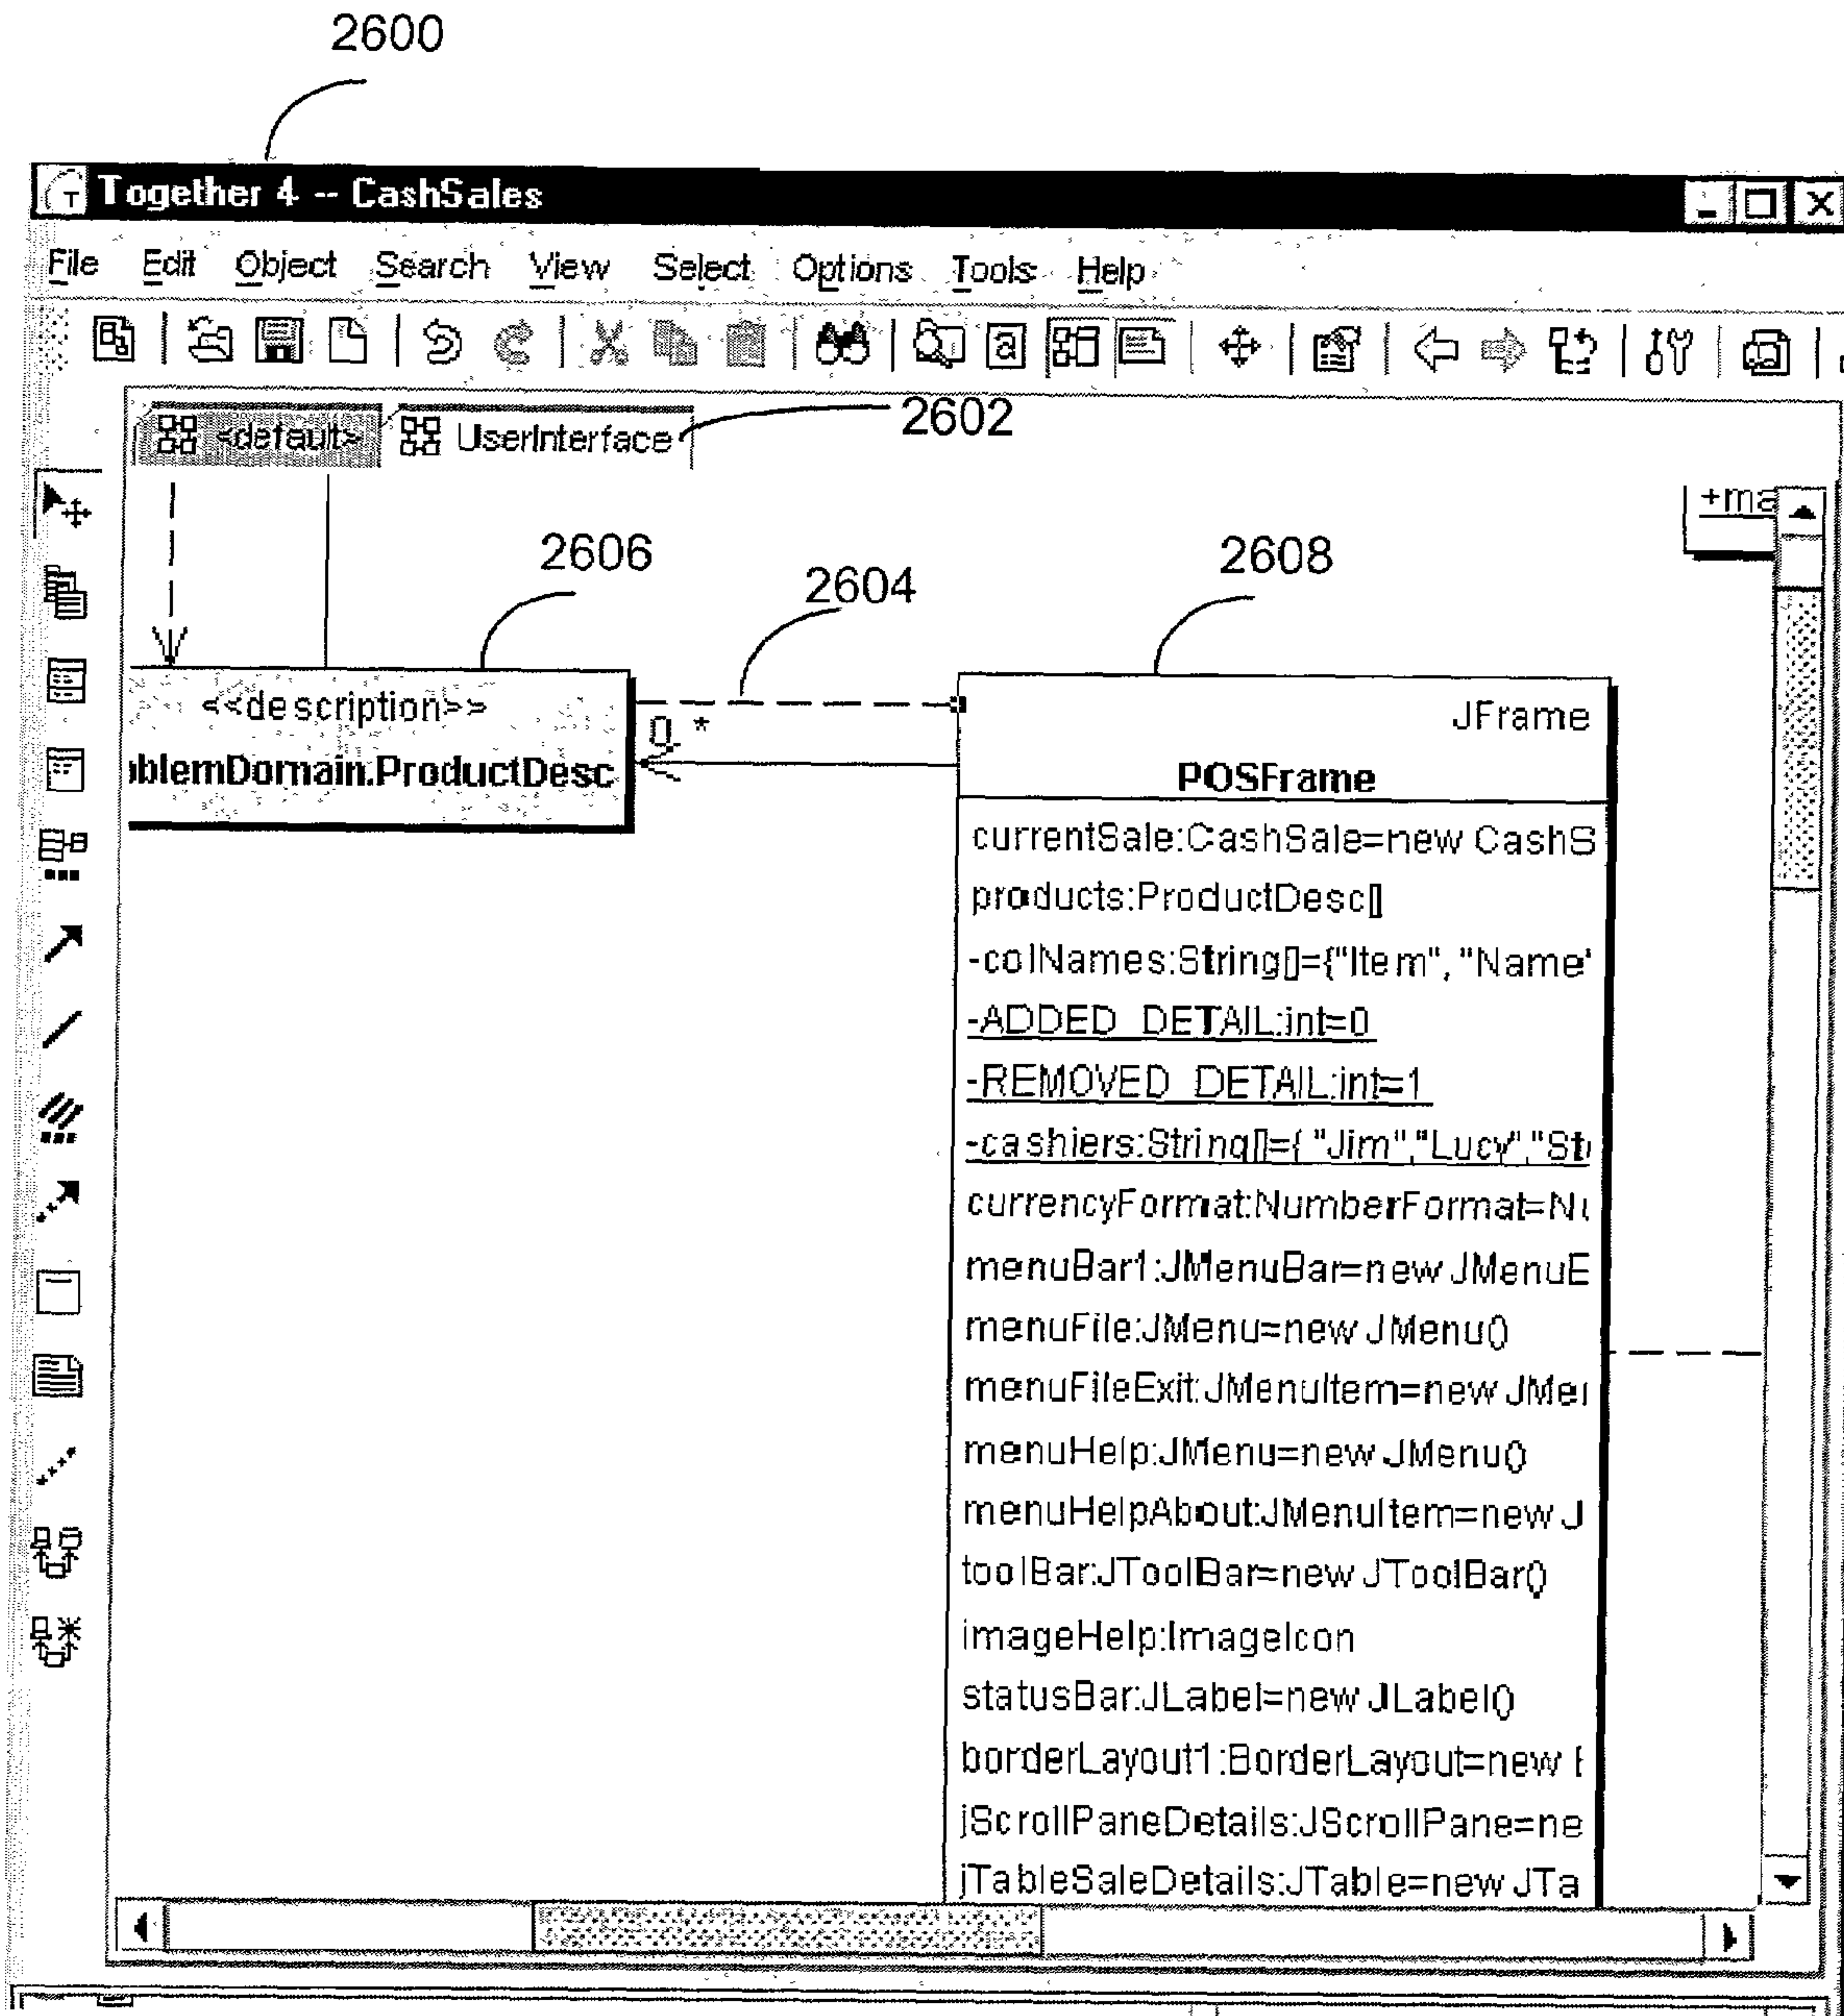 2600
Together 4 -- CashSales
File Edit Object Search View Select Options Tools Help
<default> UserInterface
2602
+ma
2606
2604
2608
<<description>>
blemDomain.ProductDesc
0..*
JFrame
POSFrame
currentSale:CashSale=new CashS
products:ProductDesc[]
-colNames:String[]={"Item", "Name"
-ADDED_DETAIL:int=0
-REMOVED_DETAIL:int=1
-cashiers:String[]={ "Jim","Lucy","St
currencyFormat:NumberFormat=N
menuBar1:JMenuBar=new JMenuB
menuFile:JMenu=new JMenu()
menuFileExit:JMenuItem=new JMe
menuHelp:JMenu=new JMenu()
menuHelpAbout:JMenuItem=new J
toolBar:JToolBar=new JToolBar()
imageHelp:ImageIcon
statusBar:JLabel=new JLabel()
borderLayout1:BorderLayout=new
jScrollPaneDetails:JScrollPane=ne
jTableSaleDetails:JTable=new JTa